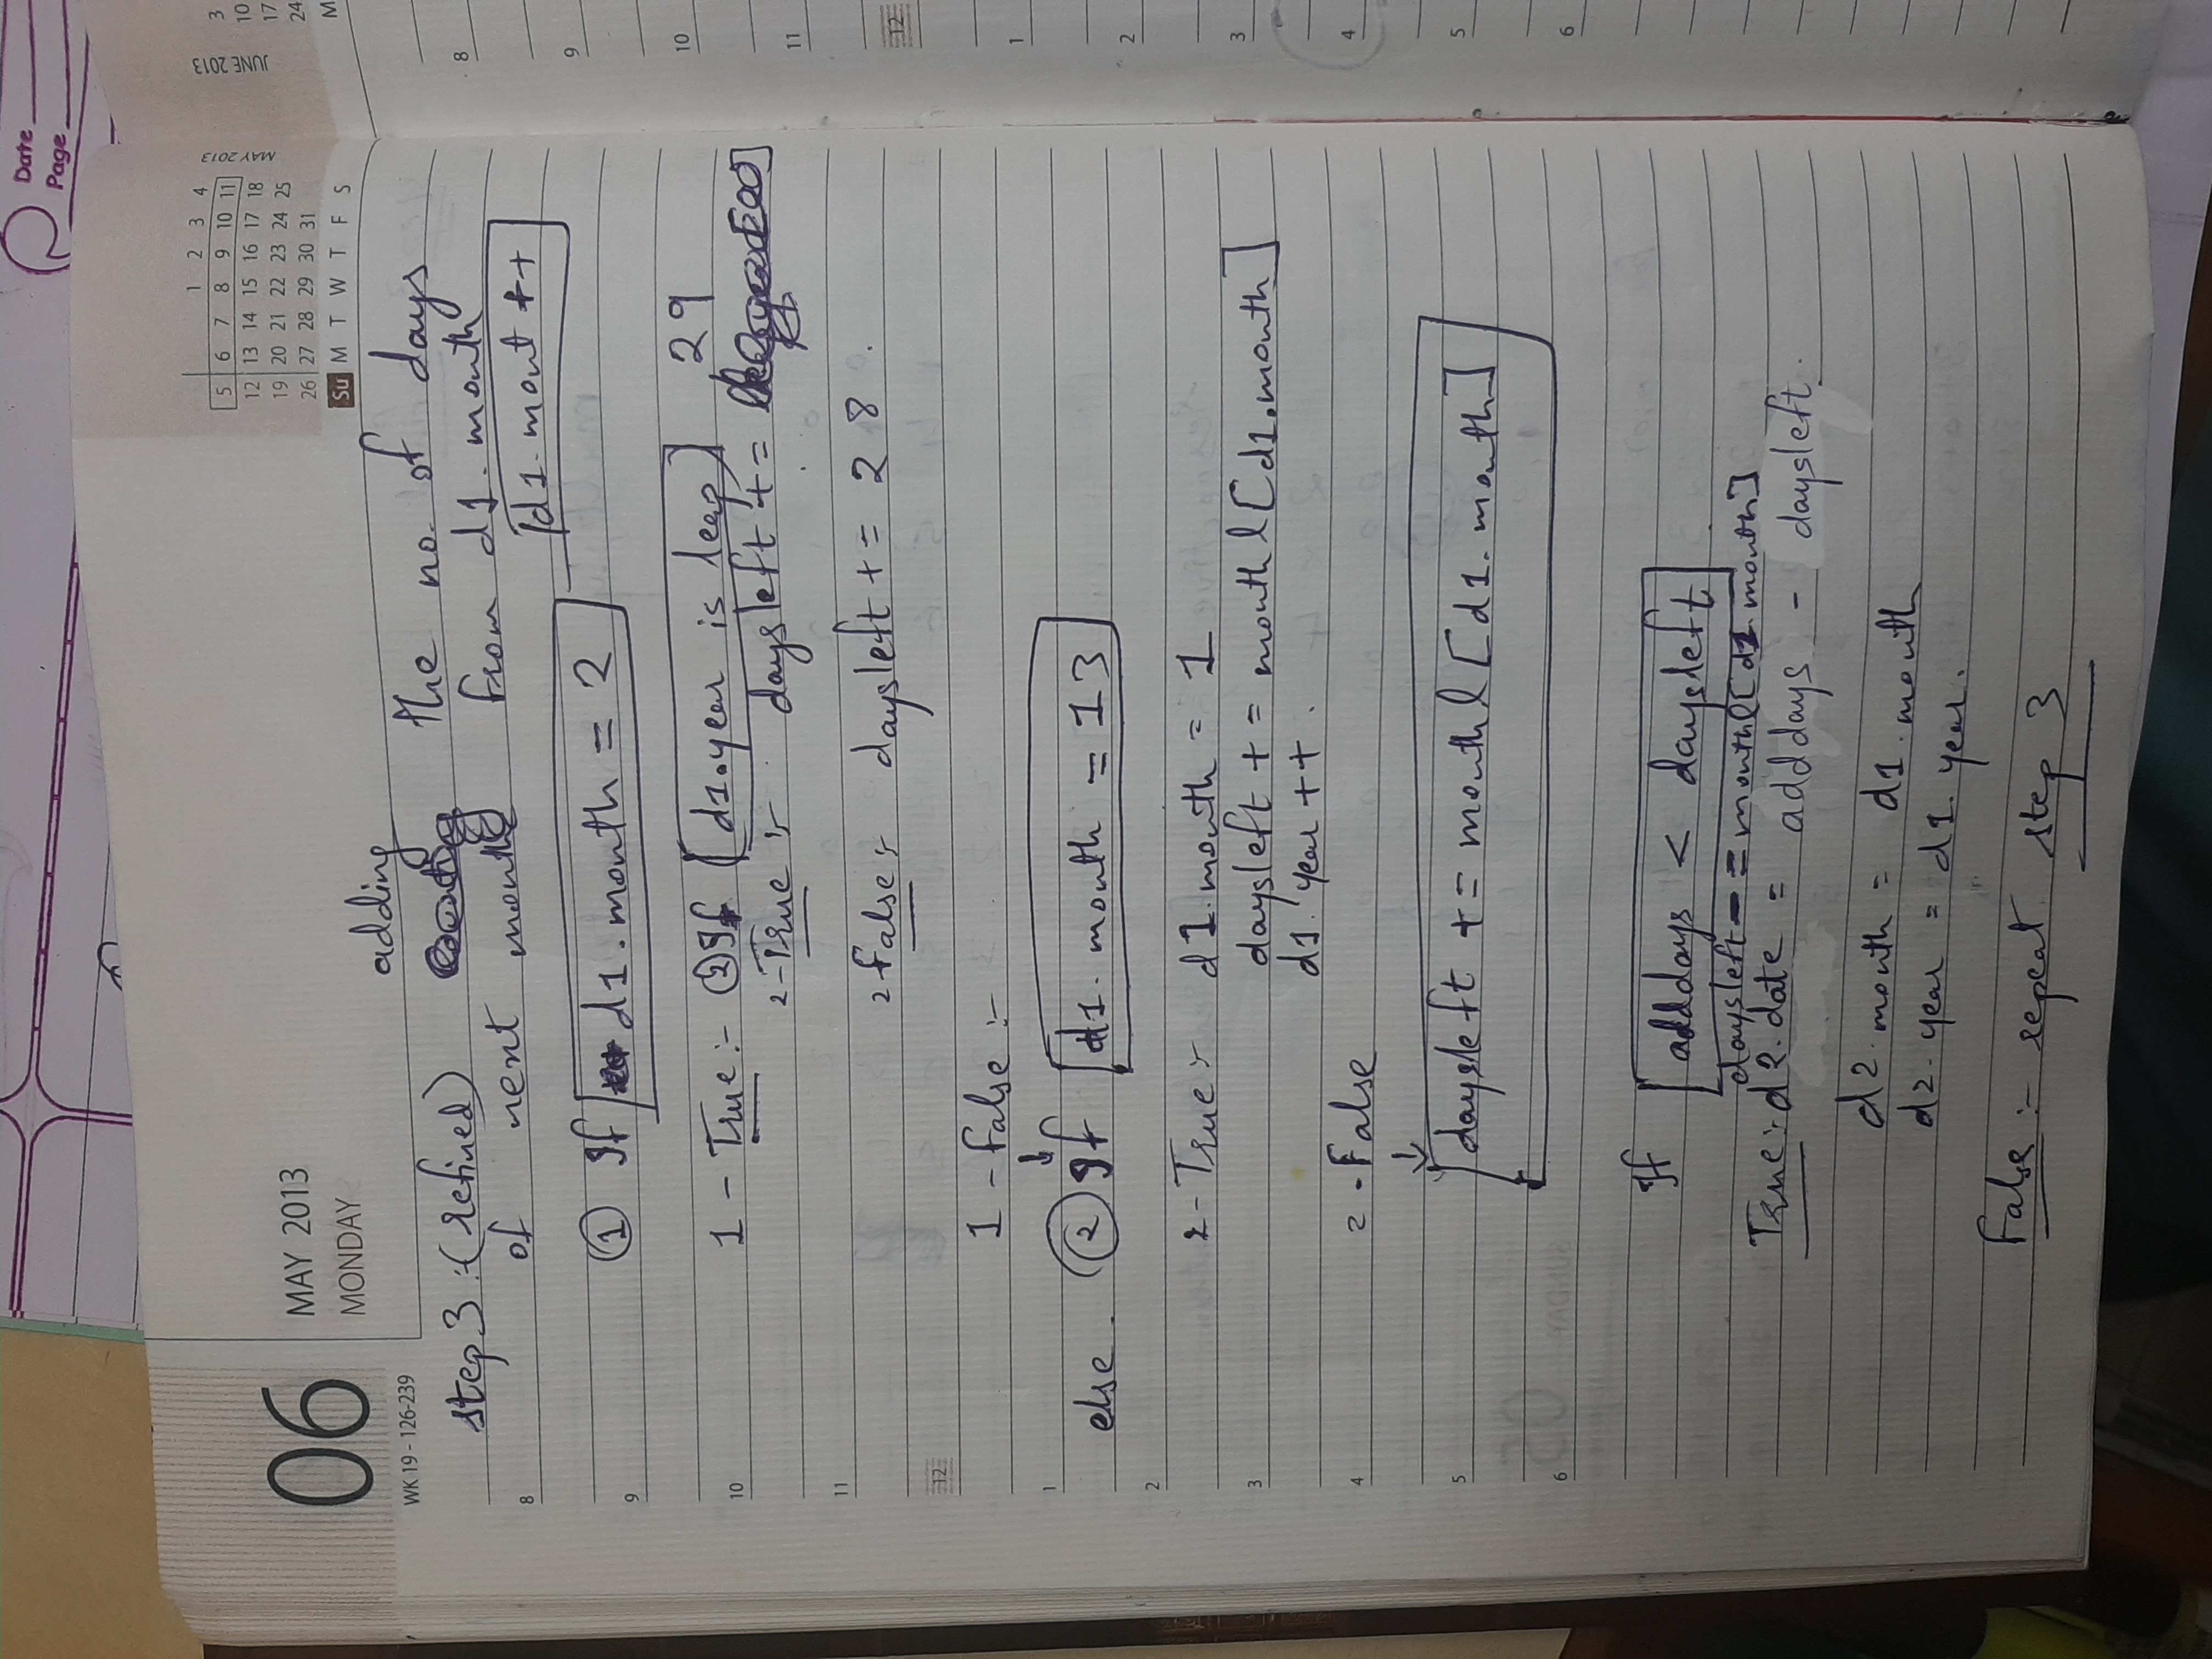 Date
Page
06
MAY 2013
MONDAY
WK 19 - 126-239
1 2 3 4
5 6 7 8 9 10 11
12 13 14 15 16 17 18
19 20 21 22 23 24 25
26 27 28 29 30 31
Su M T W T F S
MAY 2013
JUNE 2013
3
10
17
24
M
adding
step 3 :- (refined) the no. of days
of next month from d1. month
8
d1. mont ++
① If d1. month = 2
9
1 - True :- ② If d1.year is leap 29
10
2-True :- daysleft + =
11
2 false :- daysleft + = 28 .
12
1 - false :-
1
else . ② If d1. month = 13
2
2- True :- d1. month = 1
3
daysleft + = month l [d1.month]
d1. year ++ .
4
2 - False
5
daysleft += month l [d1. month]
6
If adddays < daysleft
daysleft - = month l [d1. month]
True :- d2. date = adddays - daysleft .
d2. month = d1. month
d2. year = d1. year .
False :- repeat step 3
8
9
10
11
12
1
2
3
4
5
6